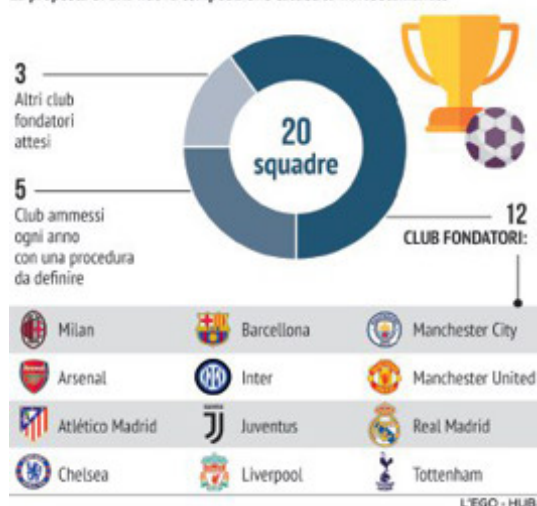 3
Altri club
fondatori
attesi
20
squadre
5
Club ammessi
ogni anno
con una procedura
da definire
12
CLUB FONDATORI:
Milan
Barcellona
Manchester City
Arsenal
Inter
Manchester United
Atlético Madrid
Juventus
Real Madrid
Chelsea
Liverpool
Tottenham
L'EGO - HUB